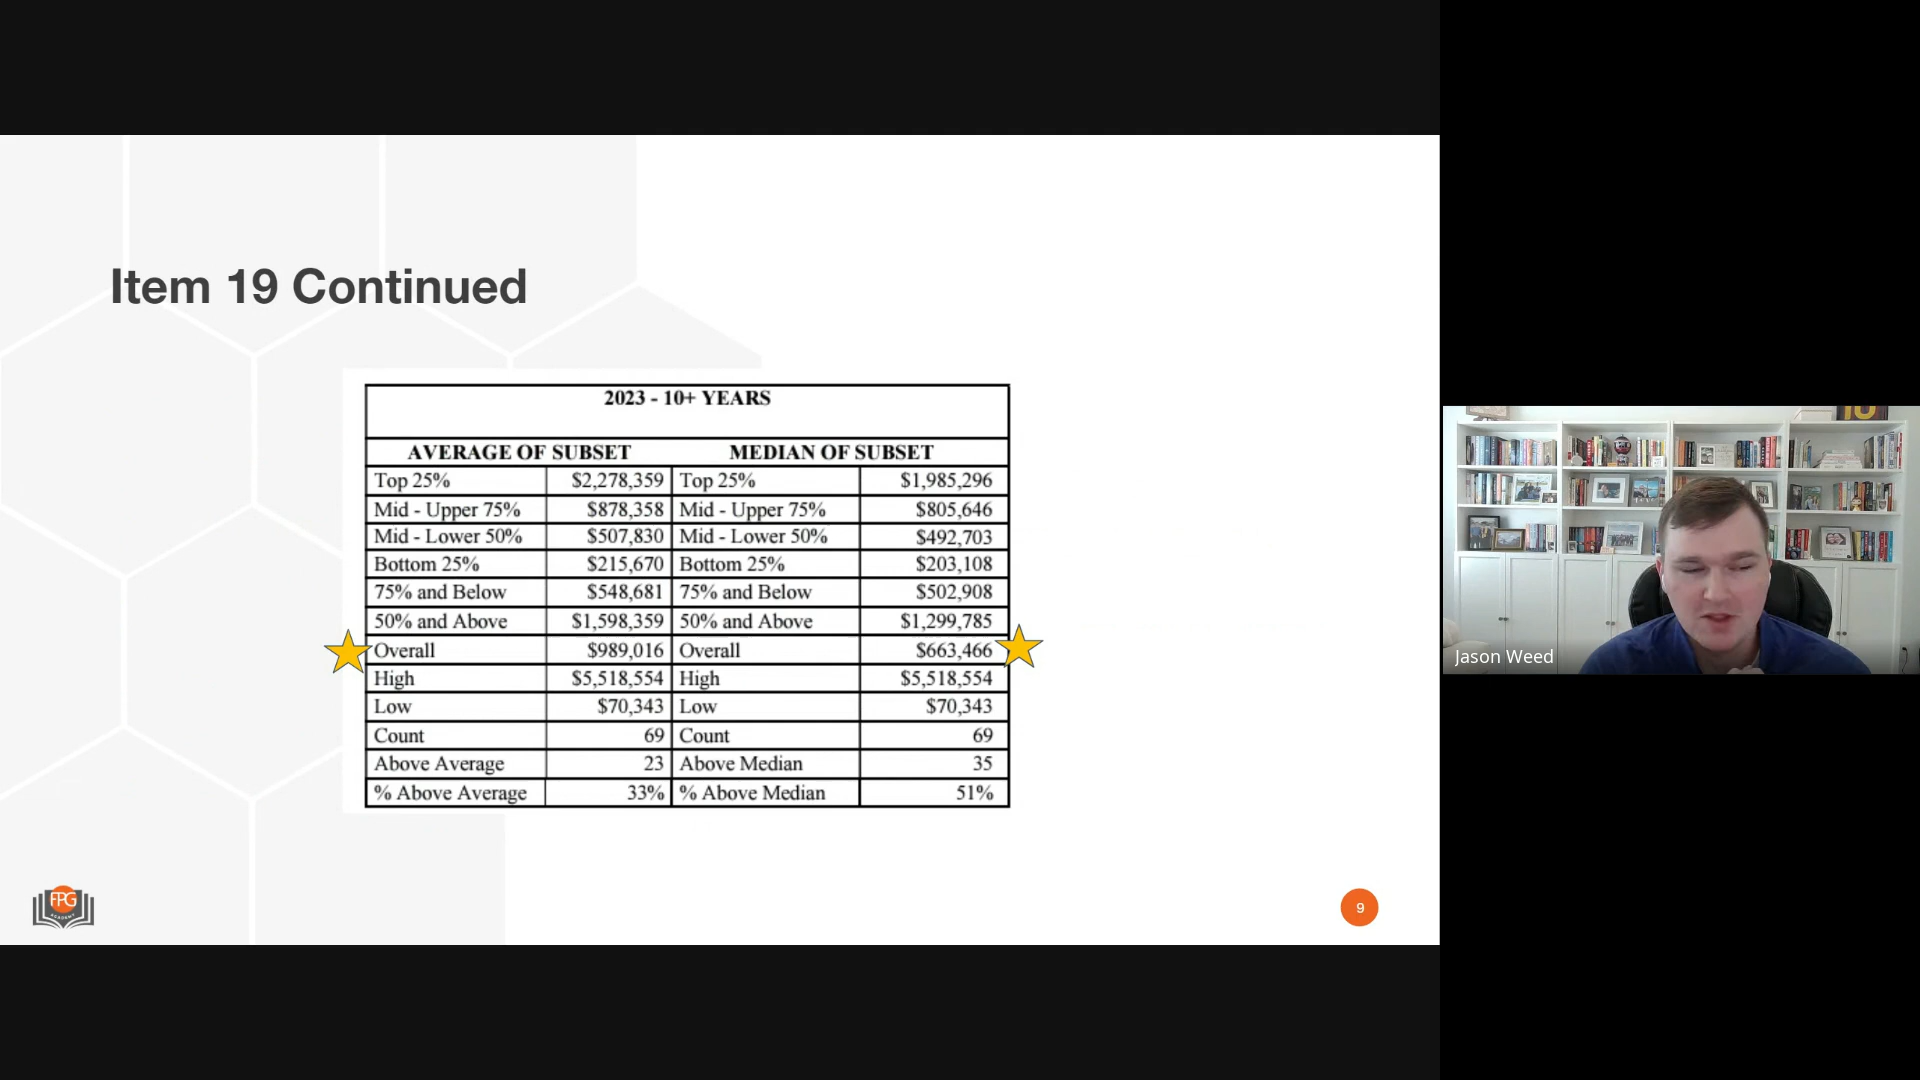 Item 19 Continued
2023 - 10+ YEARS
AVERAGE OF SUBSET MEDIAN OF SUBSET
Top 25% $2,278,359 Top 25% $1,985,296
Mid - Upper 75% $878,358 Mid - Upper 75% $805,646
Mid - Lower 50% $507,830 Mid - Lower 50% $492,703
Bottom 25% $215,670 Bottom 25% $203,108
75% and Below $548,681 75% and Below $502,908
50% and Above $1,598,359 50% and Above $1,299,785
Overall $989,016 Overall $663,466
High $5,518,554 High $5,518,554
Low $70,343 Low $70,343
Count 69 Count 69
Above Average 23 Above Median 35
% Above Average 33% % Above Median 51%
FPG
ACADEMY
9
Jason Weed